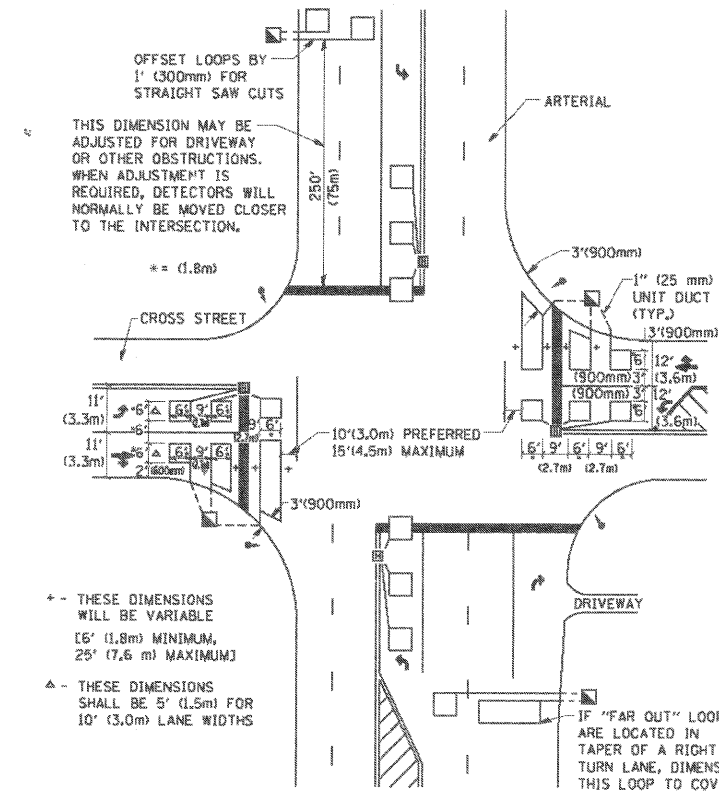 OFFSET LOOPS BY
1' (300mm) FOR
STRAIGHT SAW CUTS
ARTERIAL
THIS DIMENSION MAY BE
ADJUSTED FOR DRIVEWAY
OR OTHER OBSTRUCTIONS.
WHEN ADJUSTMENT IS
REQUIRED, DETECTORS WILL
NORMALLY BE MOVED CLOSER
TO THE INTERSECTION.
250'
(75m)
* = (1.8m)
3'(900mm)
1" (25 mm)
UNIT DUCT
(TYP.)
CROSS STREET
3'(900mm)
6'
12'
(900mm) 3'
(3.6m)
(900mm) 3'
12'
6'
(3.6m)
11'
(3.3m)
*6'
9'
*6'
9' 6'
(2.7m)
11'
(3.3m)
*6'
9'
2'
(600mm)
10'(3.0m) PREFERRED
15'(4.5m) MAXIMUM
6' 9' 6' 9' 6'
(2.7m) (2.7m)
3'(900mm)
+ - THESE DIMENSIONS
WILL BE VARIABLE
[6' (1.8m) MINIMUM,
25' (7.6 m) MAXIMUM]
△ - THESE DIMENSIONS
SHALL BE 5' (1.5m) FOR
10' (3.0m) LANE WIDTHS
DRIVEWAY
IF "FAR OUT" LOOP
ARE LOCATED IN
TAPER OF A RIGHT
TURN LANE, DIMENS
THIS LOOP TO COV